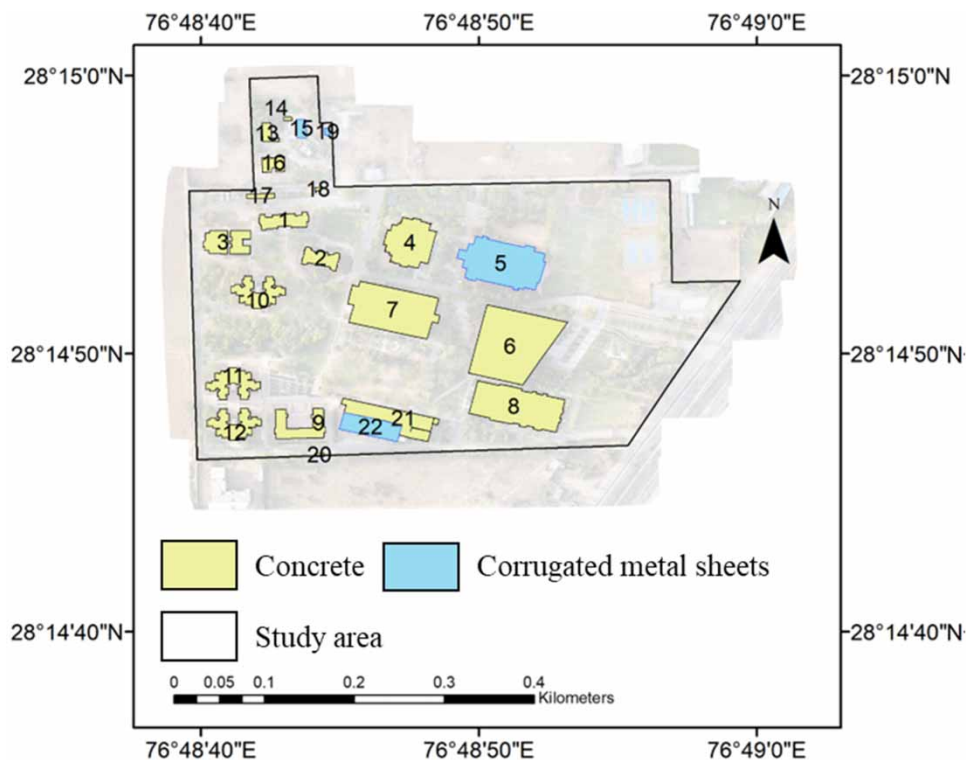 76°48'40"E 76°48'50"E 76°49'0"E
28°15'0"N 28°15'0"N
14
13 15 19
16
17 18
1
3 2 4 5
N
10 7
6
28°14'50"N 28°14'50"N
11
8
12 9 22 21
20
Concrete Corrugated metal sheets
Study area
28°14'40"N 28°14'40"N
0 0.05 0.1 0.2 0.3 0.4
Kilometers
76°48'40"E 76°48'50"E 76°49'0"E